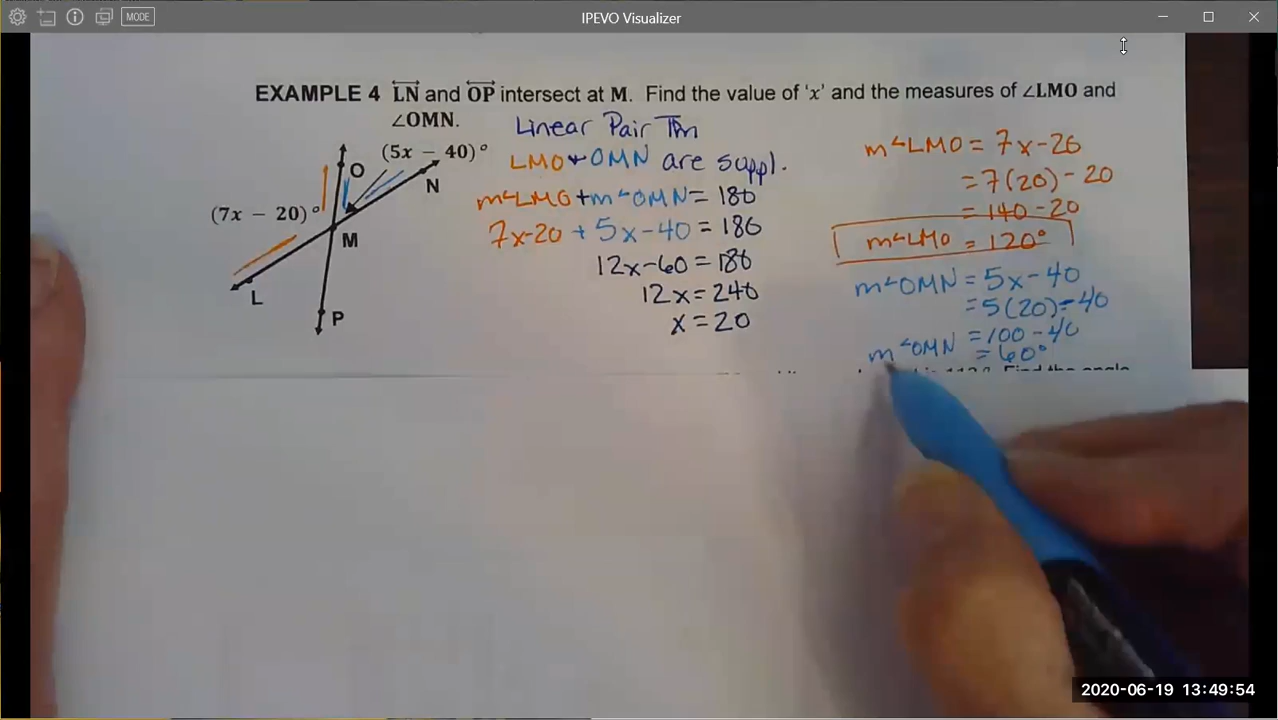 MODE
IPEVO Visualizer
EXAMPLE 4 LN and OP intersect at M. Find the value of ‘x’ and the measures of ∠LMO and
∠OMN.
(5x − 40)°
O
N
(7x − 20)°
M
L
P
Linear Pair Thm
LMO + OMN are suppl.
m∠LMO + m∠OMN = 180
7x-20 + 5x-40 = 180
12x-60 = 180
12x = 240
x = 20
m∠LMO = 7x-20
= 7(20) - 20
= 140 - 20
m∠LMO = 120°
m∠OMN = 5x-40
= 5(20) - 40
= 100 - 40
m∠OMN = 60°
Find the angle
2020-06-19 13:49:54